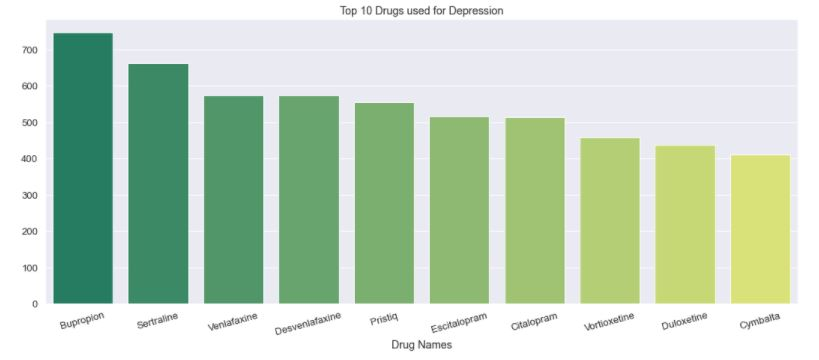 Top 10 Drugs used for Depression
700
600
500
400
300
200
100
0
Bupropion Sertraline Venlafaxine Desvenlafaxine Pristiq Escitalopram Citalopram Vortioxetine Duloxetine Cymbalta
Drug Names